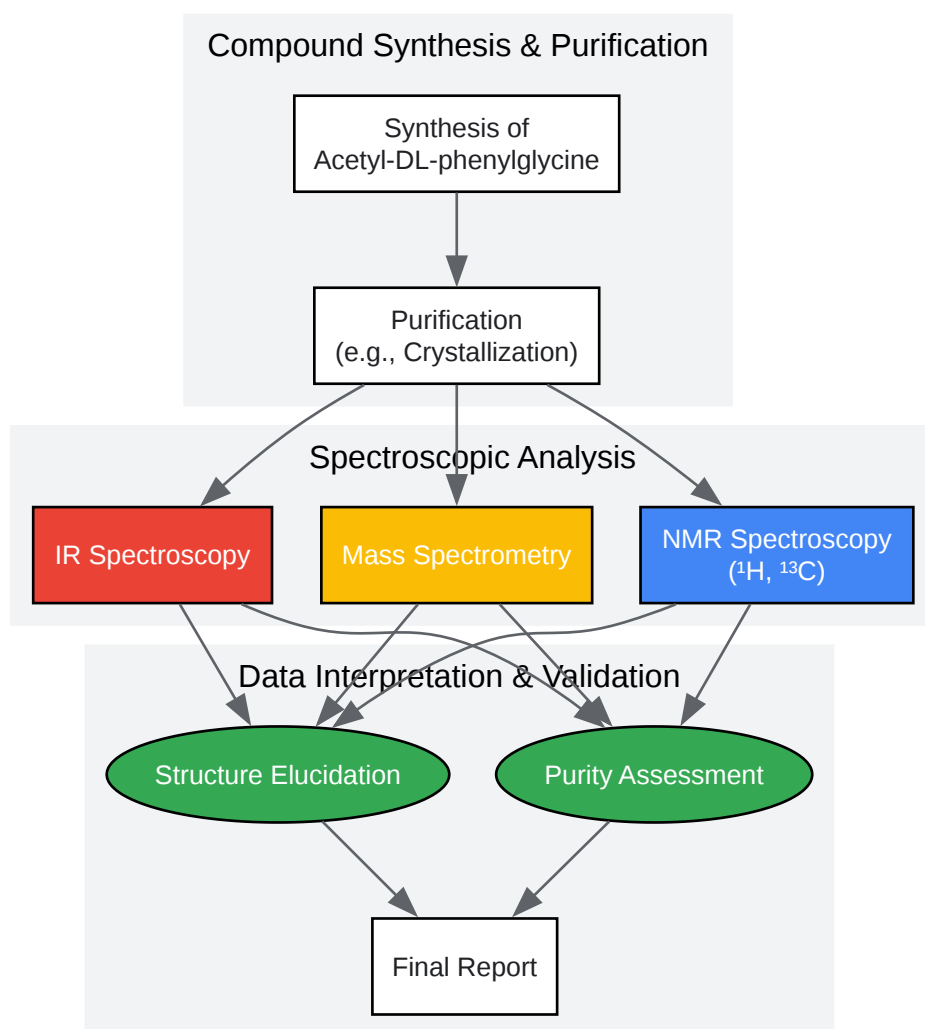 Compound Synthesis & Purification
Synthesis of
Acetyl-DL-phenylglycine
Purification
(e.g., Crystallization)
Spectroscopic Analysis
IR Spectroscopy
Mass Spectrometry
NMR Spectroscopy
(¹H, ¹³C)
Data Interpretation & Validation
Structure Elucidation
Purity Assessment
Final Report